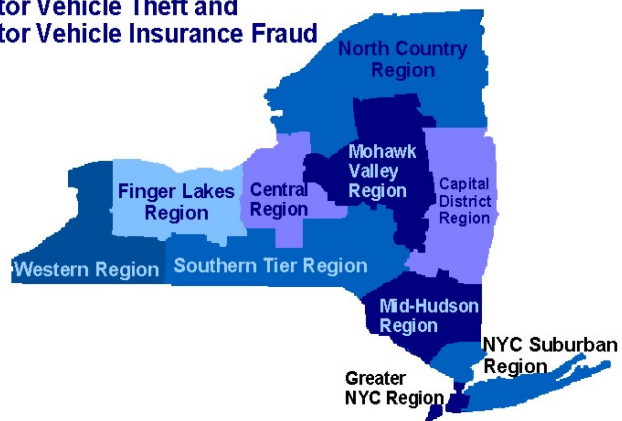 tor Vehicle Theft and
tor Vehicle Insurance Fraud
North Country
Region
Mohawk
Valley
Region
Capital
District
Region
Finger Lakes
Region
Central
Region
Western Region
Southern Tier Region
Mid-Hudson
Region
NYC Suburban
Region
Greater
NYC Region